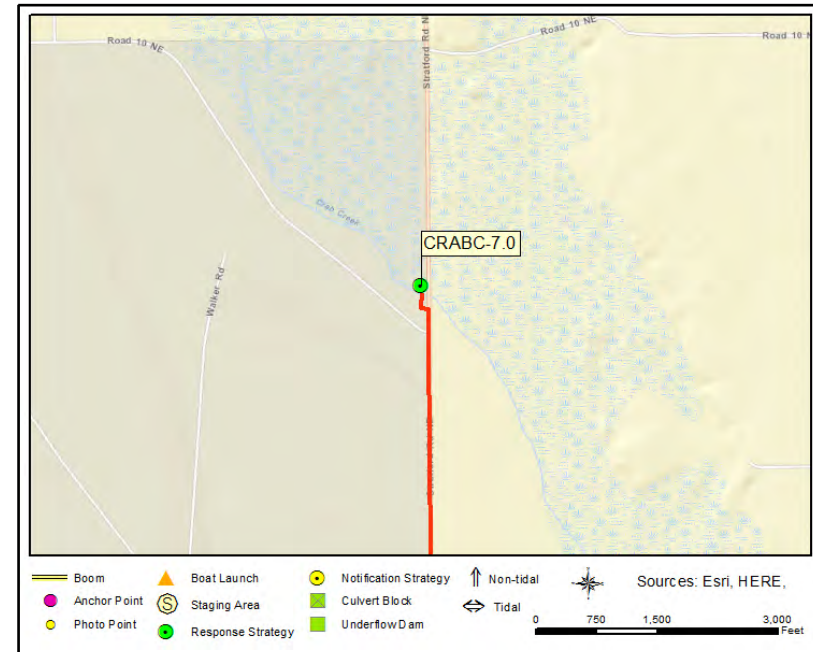 Road 10 NE
Stratford Rd N
Road 10 NE
Road 10 N
Crab Creek
CRABC-7.0
Walker Rd
Stratford Rd NE
Boom
Boat Launch
Notification Strategy
Non-tidal
Sources: Esri, HERE,
Anchor Point
S
Staging Area
Culvert Block
Tidal
Photo Point
Response Strategy
Underflow Dam
0 750 1,500 3,000
Feet